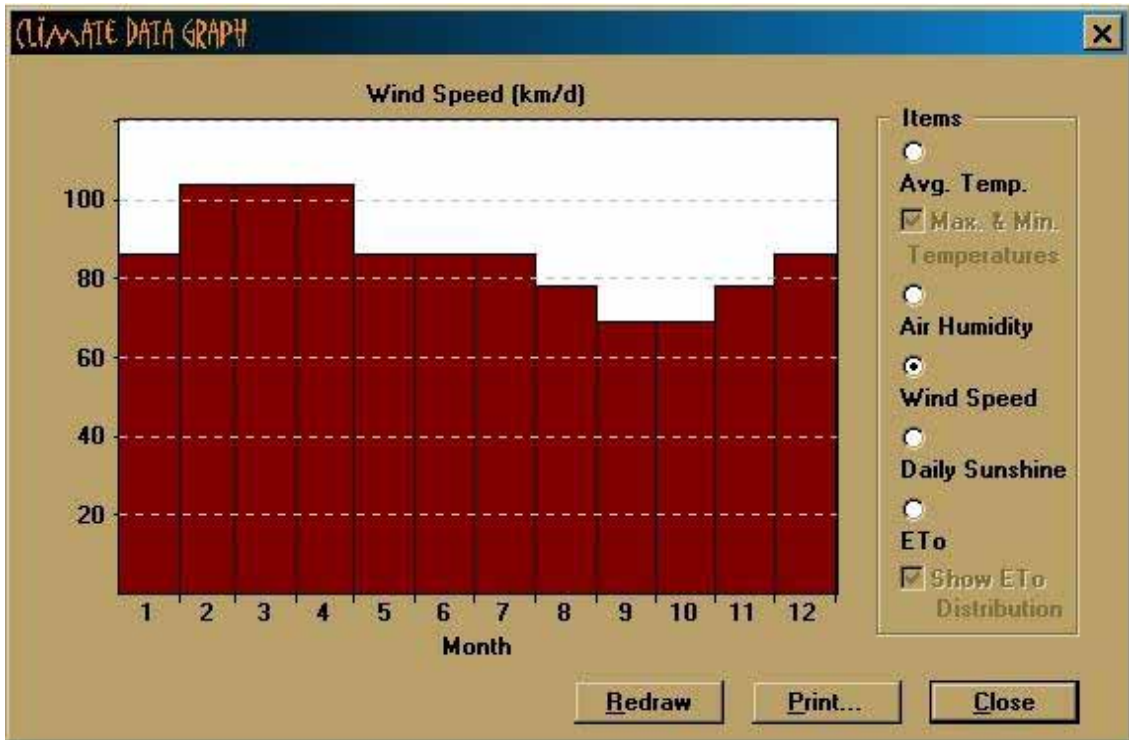 CLIMATE DATA GRAPH
Wind Speed (km/d)
100
80
60
40
20
1 2 3 4 5 6 7 8 9 10 11 12
Month
Items
Avg. Temp.
Max. & Min.
Temperatures
Air Humidity
Wind Speed
Daily Sunshine
ETo
Show ETo
Distribution
Redraw Print... Close